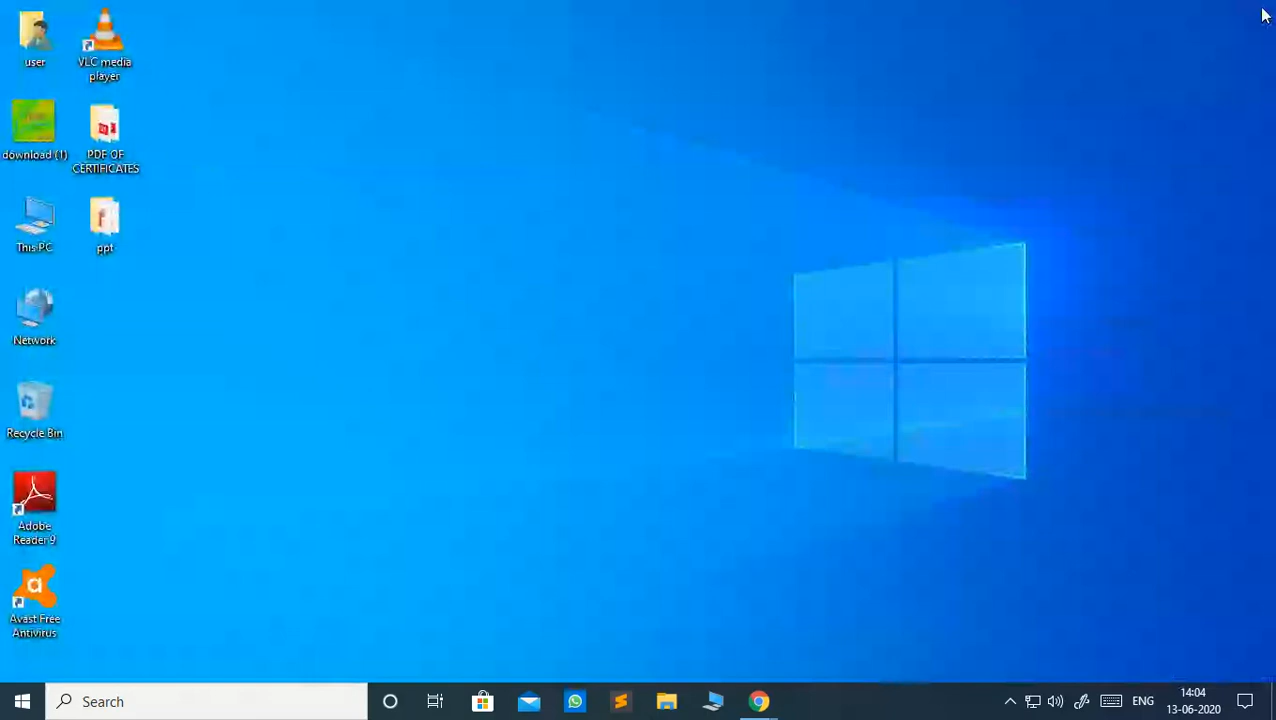 user
VLC media
player
download (1)
PDF OF
CERTIFICATES
This PC
ppt
Network
Recycle Bin
Adobe
Reader 9
Avast Free
Antivirus
Search
ENG
14:04
13-06-2020